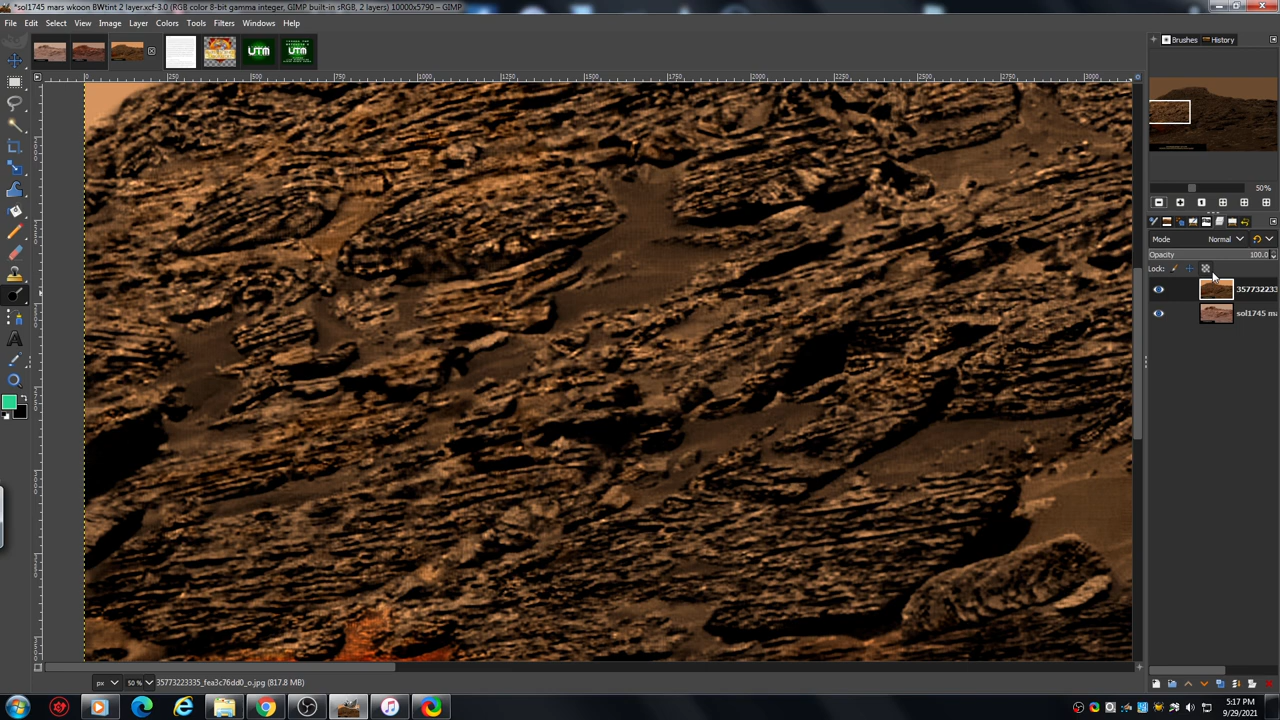 *sol1745 mars wkoon BWtint 2 layer.xcf-3.0 (RGB color 8-bit gamma integer, GIMP built-in sRGB, 2 layers) 10000x5790 – GIMP
File Edit Select View Image Layer Colors Tools Filters Windows Help
UTM
UTM
Brushes History
0 250 500 750 1000 1250 1500 1750 2000 2250 2500 2750 3000
50%
Mode Normal
Opacity 100.0
Lock:
357732233
sol1745 ma
px 50 % 35773223335_fea3c76dd0_o.jpg (817.8 MB)
5:17 PM
9/29/2021